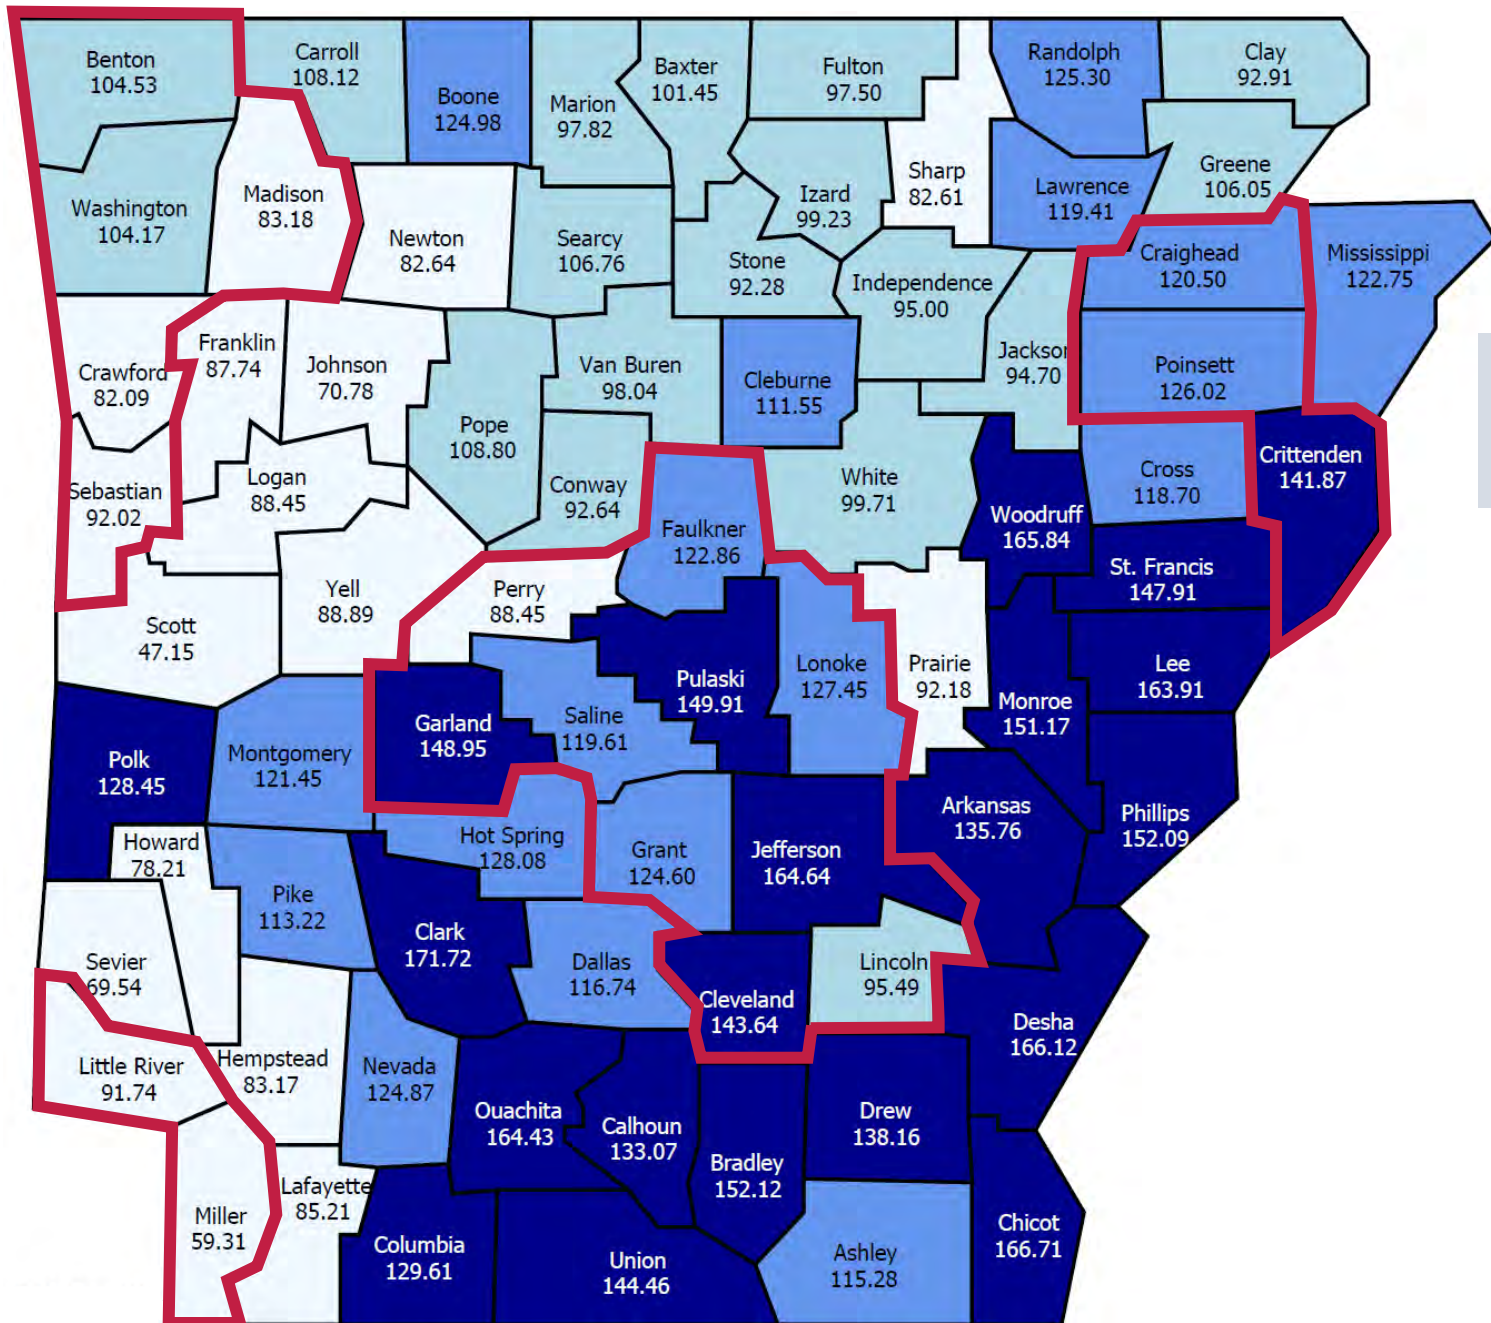 Benton
104.53
Carroll
108.12
Boone
124.98
Marion
97.82
Baxter
101.45
Fulton
97.50
Randolph
125.30
Clay
92.91
Washington
104.17
Madison
83.18
Newton
82.64
Searcy
106.76
Stone
92.28
Izard
99.23
Sharp
82.61
Lawrence
119.41
Greene
106.05
Independence
95.00
Craighead
120.50
Mississippi
122.75
Crawford
82.09
Franklin
87.74
Johnson
70.78
Pope
108.80
Van Buren
98.04
Cleburne
111.55
Jackson
94.70
Poinsett
126.02
Sebastian
92.02
Logan
88.45
Conway
92.64
Faulkner
122.86
White
99.71
Woodruff
165.84
Cross
118.70
Crittenden
141.87
Scott
47.15
Yell
88.89
Perry
88.45
St. Francis
147.91
Polk
128.45
Montgomery
121.45
Garland
148.95
Saline
119.61
Pulaski
149.91
Lonoke
127.45
Prairie
92.18
Monroe
151.17
Lee
163.91
Howard
78.21
Pike
113.22
Hot Spring
128.08
Grant
124.60
Jefferson
164.64
Arkansas
135.76
Phillips
152.09
Sevier
69.54
Clark
171.72
Dallas
116.74
Cleveland
143.64
Lincoln
95.49
Desha
166.12
Little River
91.74
Hempstead
83.17
Nevada
124.87
Ouachita
164.43
Calhoun
133.07
Bradley
152.12
Drew
138.16
Miller
59.31
Lafayette
85.21
Columbia
129.61
Union
144.46
Ashley
115.28
Chicot
166.71